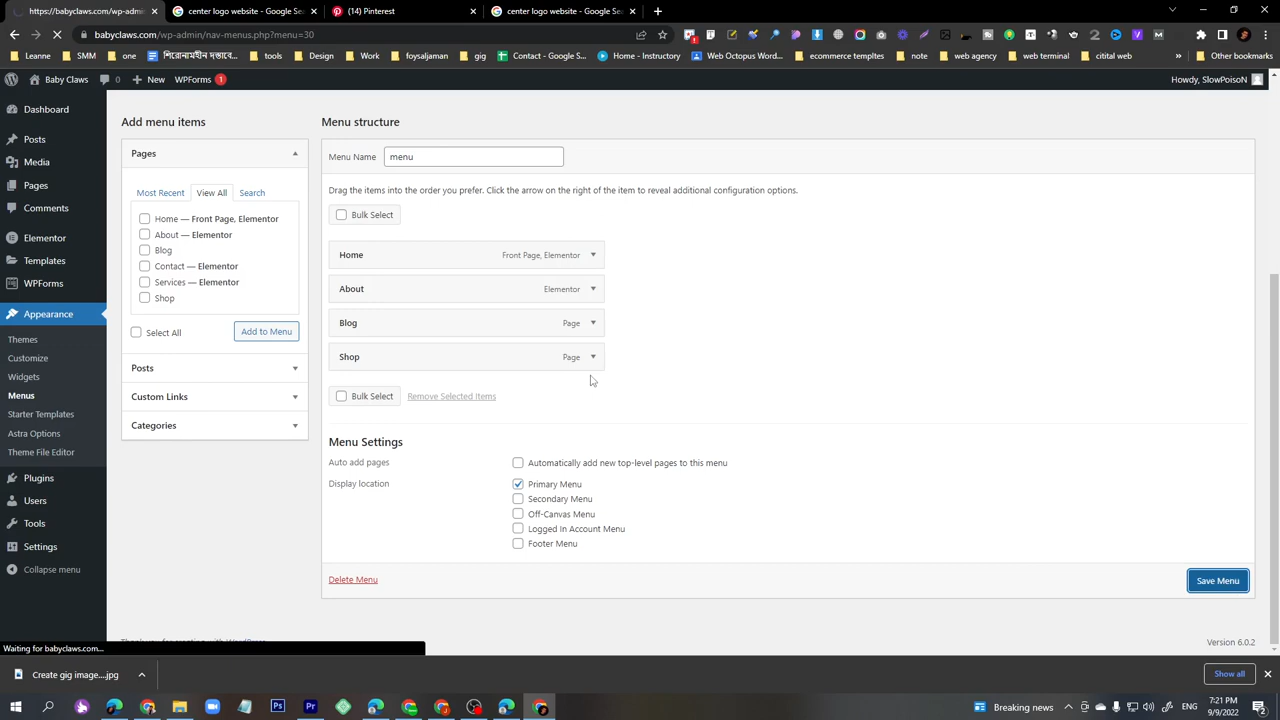 babyclaws.com/wp-adm
center logo website - Google Se
(14) Pinterest
center logo website - Google Se
babyclaws.com/wp-admin/nav-menus.php?menu=30
SMM
one
tools
Design
Work
foysaljaman
gig
Contact - Google S...
Home - Instructory
Web Octopus Word...
ecommerce
note
web agency
web terminal
citital web
Baby Claws
0
New
WPForms
1
Howdy, SlowPoisoN
Dashboard
Posts
Media
Pages
Comments
Elementor
Templates
WPForms
Appearance
Themes
Customize
Widgets
Menus
Starter Templates
Astra Options
Theme File Editor
Plugins
Users
Tools
Settings
Collapse menu
Add menu items
Pages
Most Recent
View All
Search
Home — Front Page, Elementor
About — Elementor
Blog
Contact — Elementor
Services — Elementor
Shop
Select All
Add to Menu
Posts
Custom Links
Categories
Menu structure
Menu Name
menu
Drag the items into the order you prefer. Click the arrow on the right of the item to reveal additional configuration options.
Bulk Select
Home Front Page, Elementor
About Elementor
Blog Page
Shop Page
Bulk Select
Remove Selected Items
Menu Settings
Auto add pages
Automatically add new top-level pages to this menu
Display location
Primary Menu
Secondary Menu
Off-Canvas Menu
Logged In Account Menu
Footer Menu
Delete Menu
Save Menu
Version 6.0.2
Waiting for babyclaws.com...
Create gig image....jpg
Show all
Breaking news
ENG
7:21 PM
9/9/2022